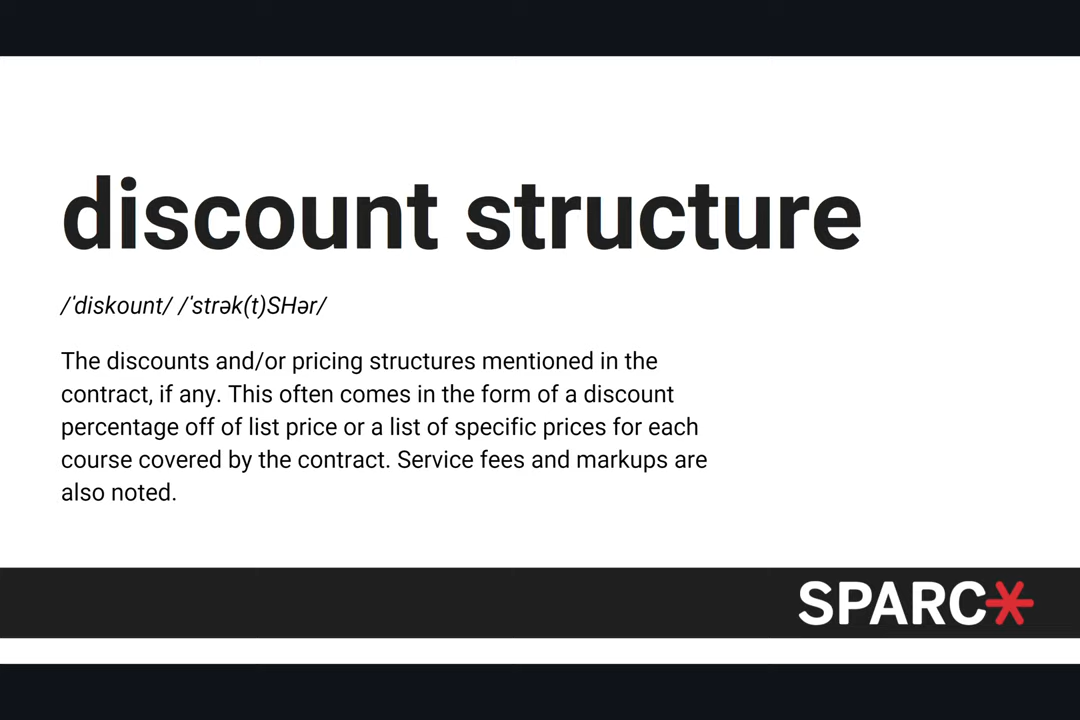 discount structure
/ˈdiskount/ /ˈstrək(t)SHər/
The discounts and/or pricing structures mentioned in the
contract, if any. This often comes in the form of a discount
percentage off of list price or a list of specific prices for each
course covered by the contract. Service fees and markups are
also noted.
SPARC*